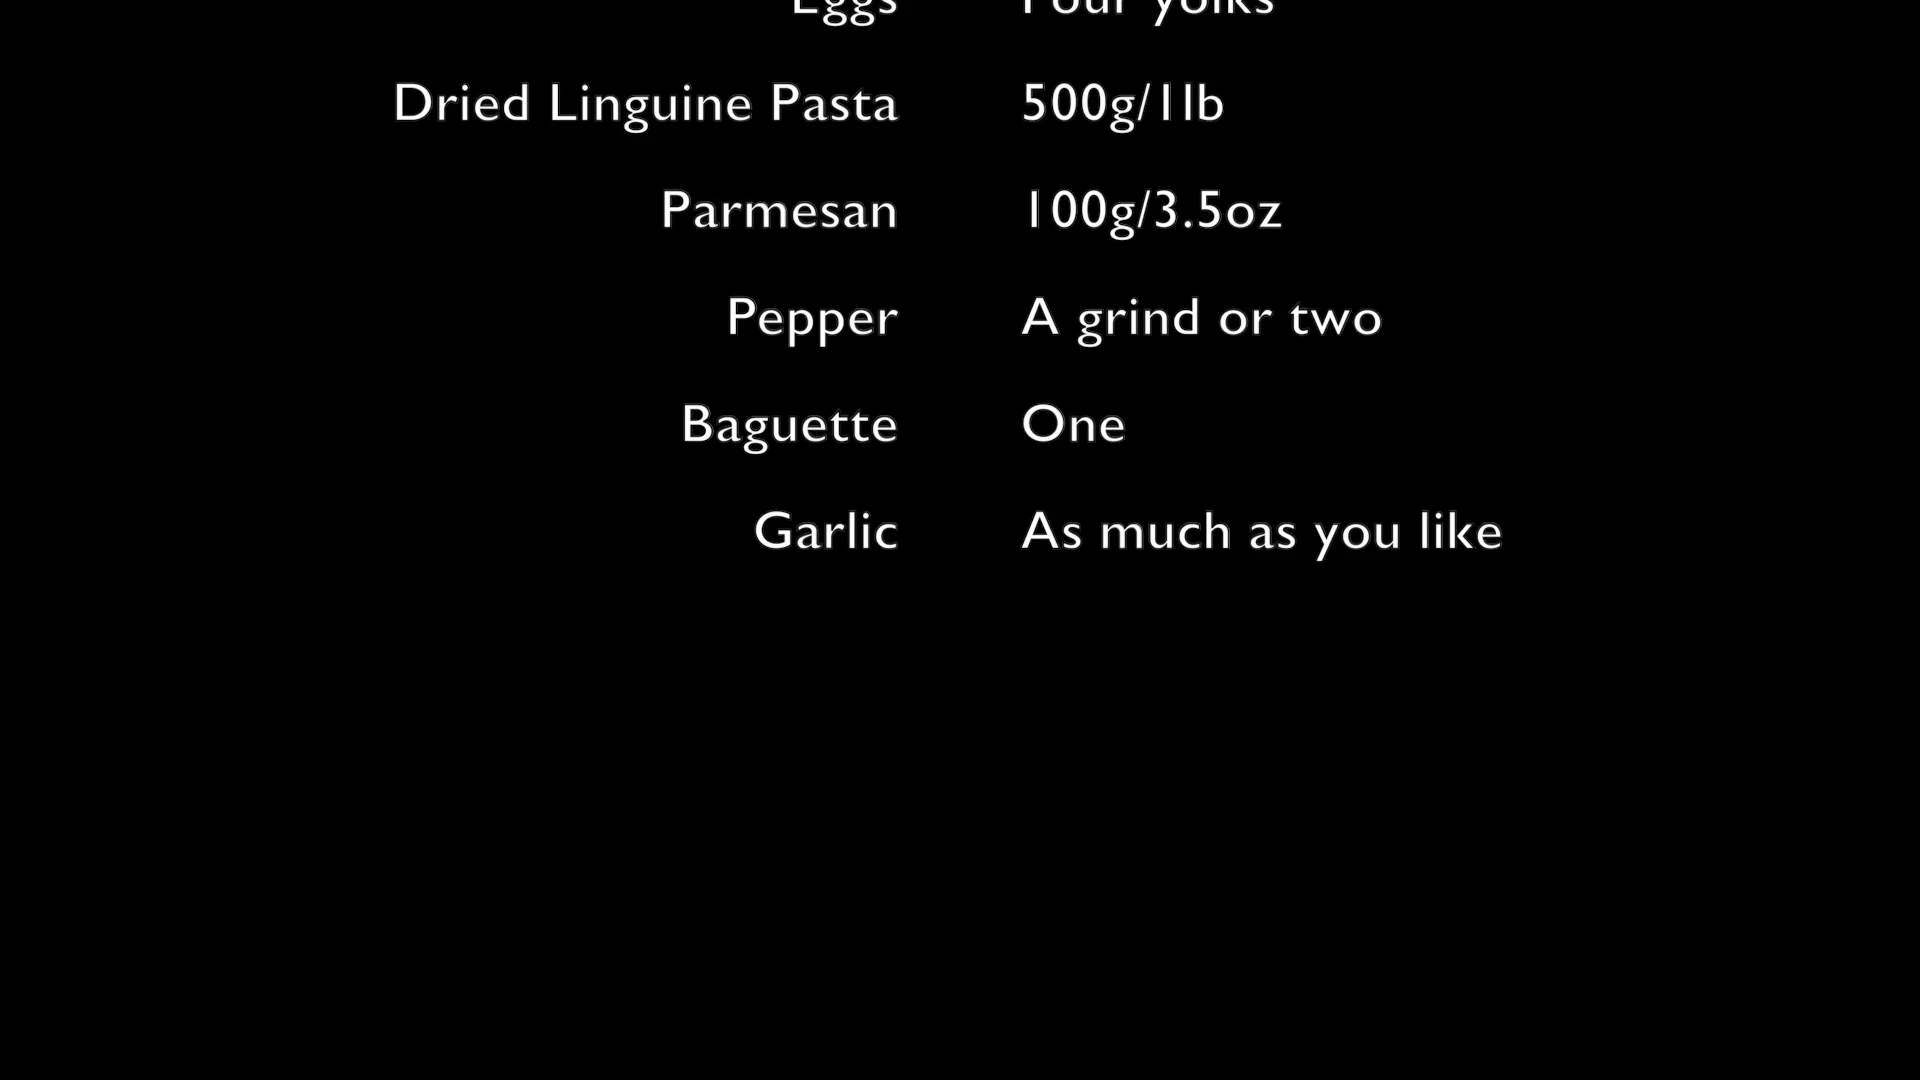 Eggs Four yolks
Dried Linguine Pasta 500g/1lb
Parmesan 100g/3.5oz
Pepper A grind or two
Baguette One
Garlic As much as you like